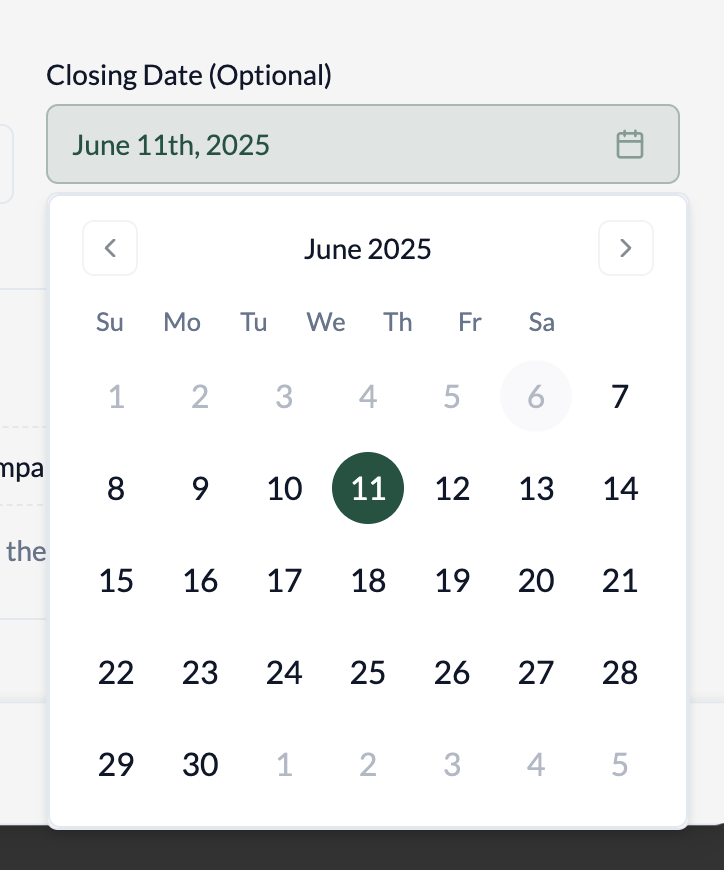 Closing Date (Optional)
June 11th, 2025
June 2025
Su Mo Tu We Th Fr Sa
1 2 3 4 5 6 7
8 9 10 11 12 13 14
mpa
15 16 17 18 19 20 21
the
22 23 24 25 26 27 28
29 30 1 2 3 4 5